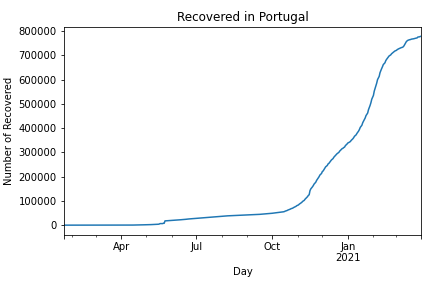 Recovered in Portugal
800000
700000
600000
500000
400000
300000
200000
100000
0
Number of Recovered
Apr
Jul
Oct
Jan
2021
Day